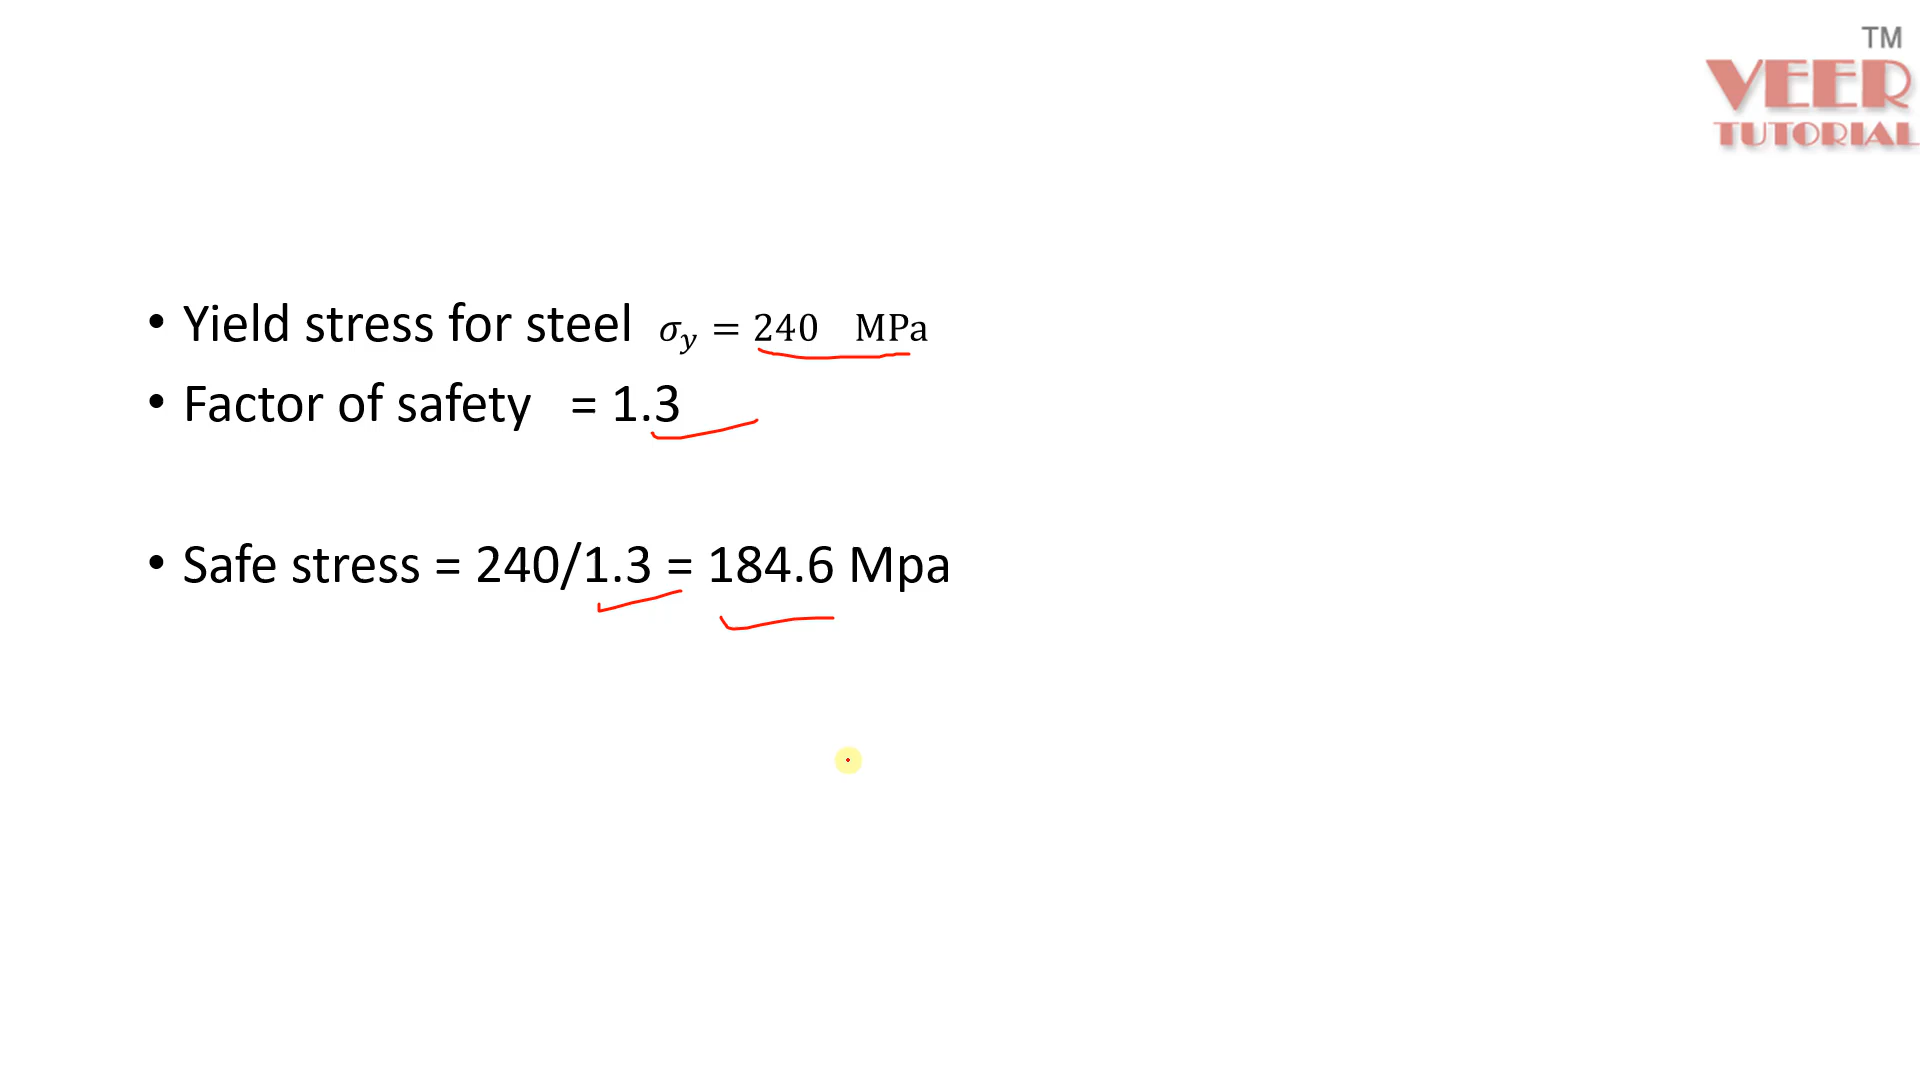 TM
VEER
TUTORIAL
• Yield stress for steel σy = 240 MPa
• Factor of safety = 1.3
• Safe stress = 240/1.3 = 184.6 Mpa